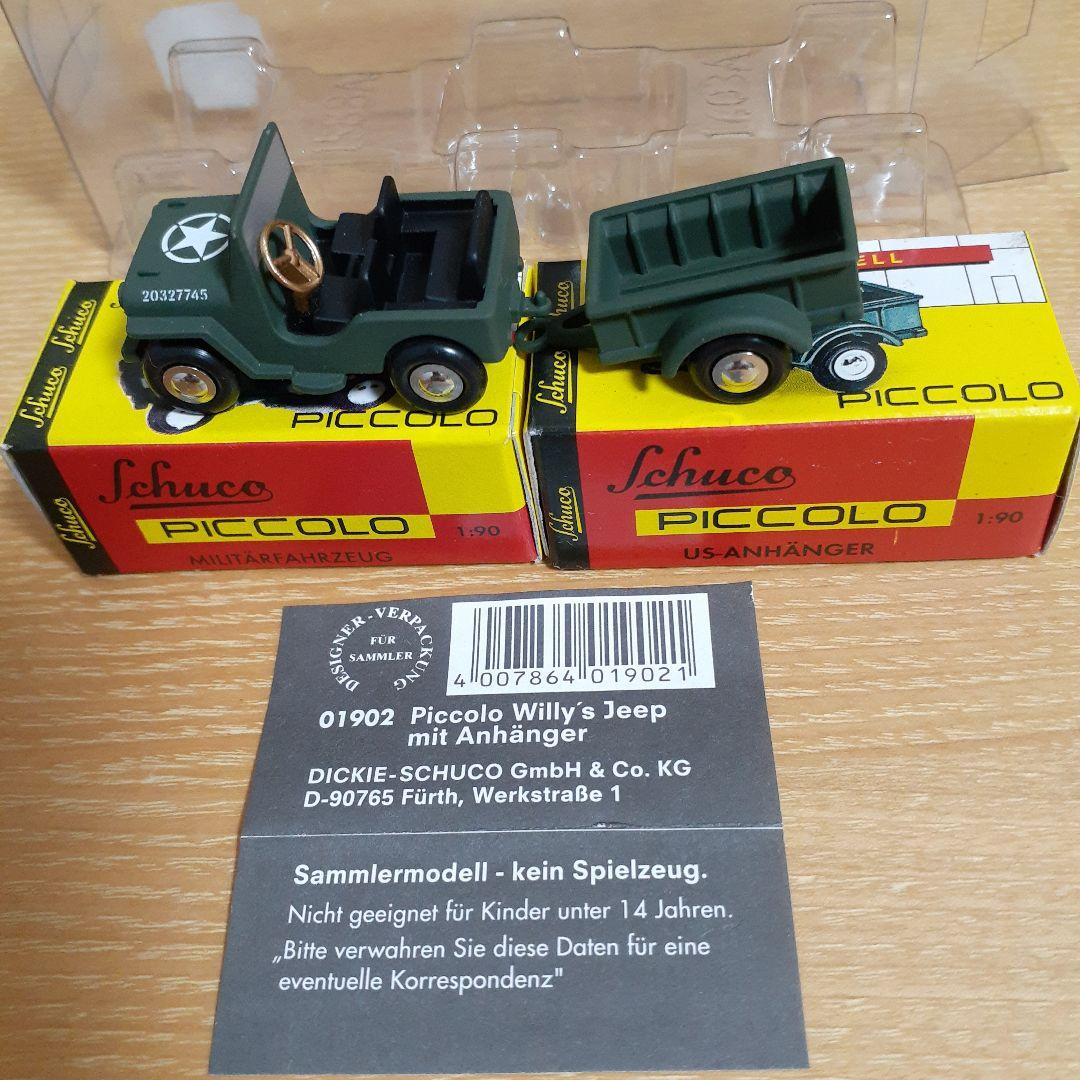 20327745
ELL
Schuco
Schuco
PICCOLO
Schuco
PICCOLO
1:90
MILITÄRFAHRZEUG
Schuco
Schuco
Schuco
PICCOLO
Schuco
PICCOLO
1:90
US-ANHÄNGER
Schuco
DESIGNER-VERPACKUNG
FÜR
SAMMLER
4 007864 019021
01902 Piccolo Willy´s Jeep
mit Anhänger
DICKIE-SCHUCO GmbH & Co. KG
D-90765 Fürth, Werkstraße 1
Sammlermodell - kein Spielzeug.
Nicht geeignet für Kinder unter 14 Jahren.
„Bitte verwahren Sie diese Daten für eine
eventuelle Korrespondenz"